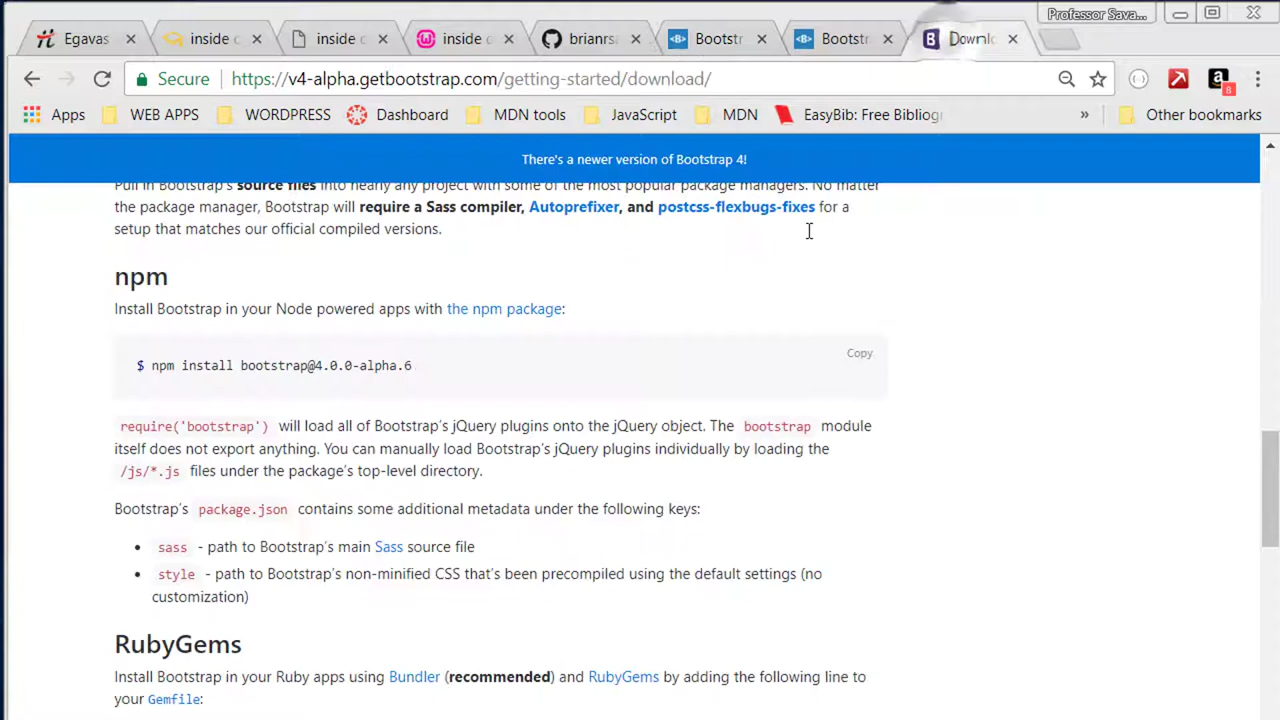 Professor Sava...
Egavas
inside
inside
inside
brianrs
Bootstr
Bootstr
Downlo
Secure
https://v4-alpha.getbootstrap.com/getting-started/download/
8
Apps
WEB APPS
WORDPRESS
Dashboard
MDN tools
JavaScript
MDN
EasyBib: Free Bibliog
»
Other bookmarks
There's a newer version of Bootstrap 4!
Pull in Bootstrap's source files into nearly any project with some of the most popular package managers. No matter
the package manager, Bootstrap will require a Sass compiler, Autoprefixer, and postcss-flexbugs-fixes for a
setup that matches our official compiled versions.
npm
Install Bootstrap in your Node powered apps with the npm package:
Copy
$ npm install bootstrap@4.0.0-alpha.6
require('bootstrap') will load all of Bootstrap's jQuery plugins onto the jQuery object. The bootstrap module
itself does not export anything. You can manually load Bootstrap's jQuery plugins individually by loading the
/js/*.js files under the package's top-level directory.
Bootstrap's package.json contains some additional metadata under the following keys:
• sass - path to Bootstrap's main Sass source file
• style - path to Bootstrap's non-minified CSS that's been precompiled using the default settings (no
customization)
RubyGems
Install Bootstrap in your Ruby apps using Bundler (recommended) and RubyGems by adding the following line to
your Gemfile: